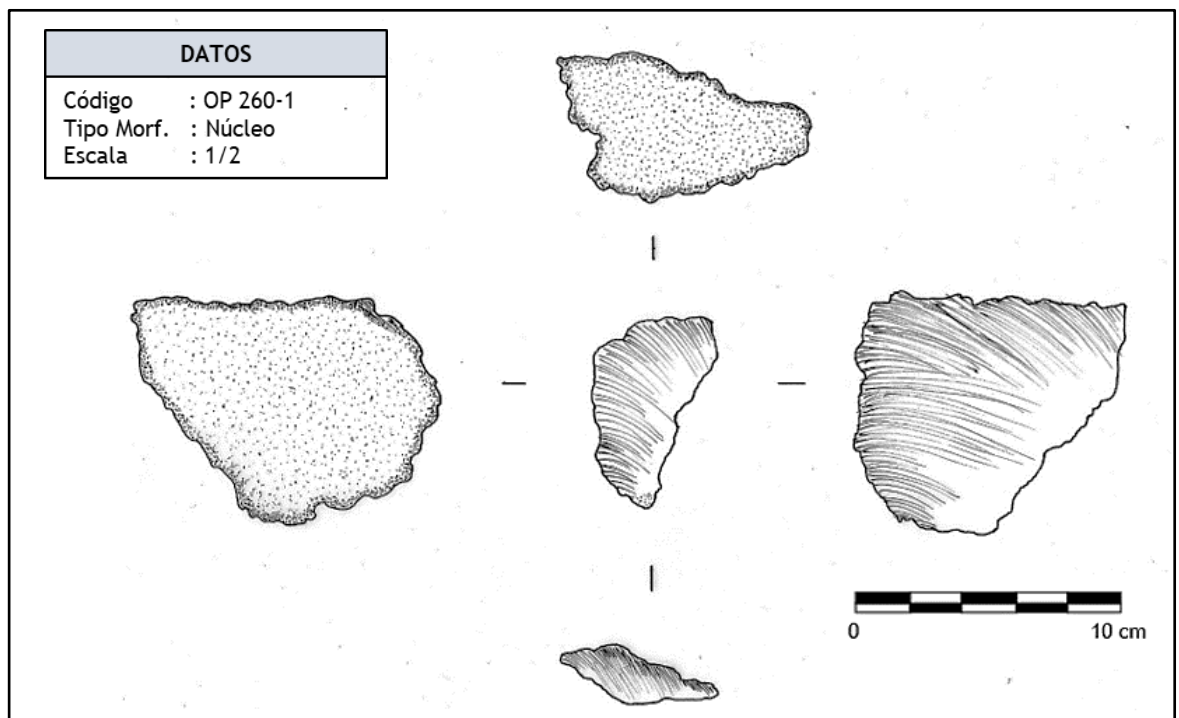 DATOS
Código : OP 260-1
Tipo Morf. : Núcleo
Escala : 1/2
0 10 cm